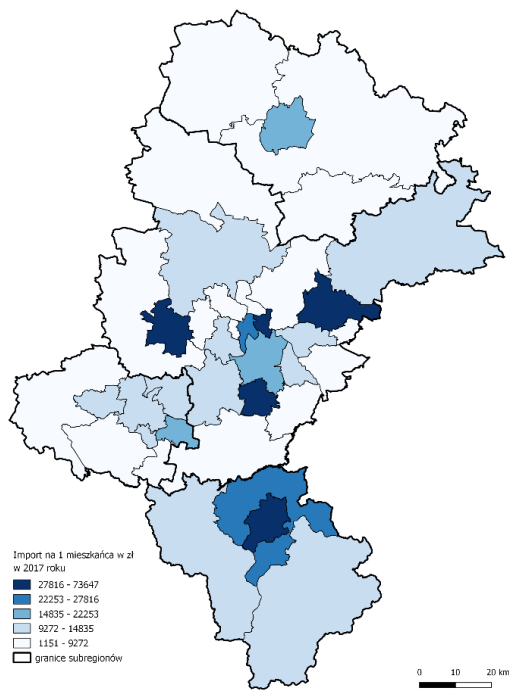 Import na 1 mieszkańca w zł
w 2017 roku
27816 - 73647
22253 - 27816
14835 - 22253
9272 - 14835
1151 - 9272
granice subregionów
0 10 20 km